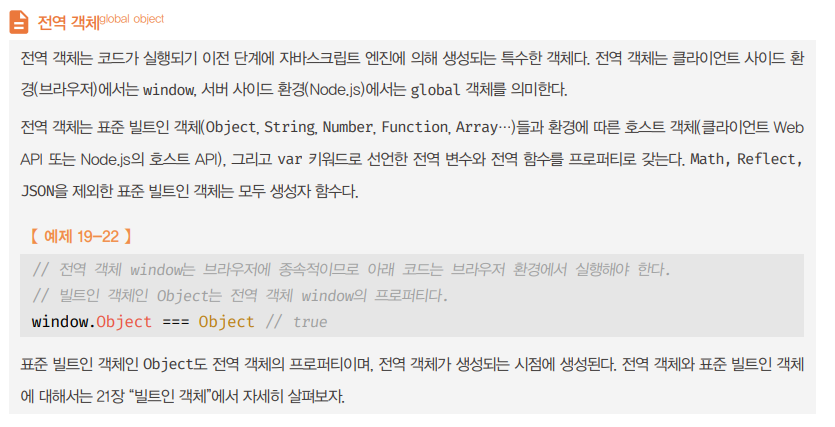 전역 객체global object
전역 객체는 코드가 실행되기 이전 단계에 자바스크립트 엔진에 의해 생성되는 특수한 객체다. 전역 객체는 클라이언트 사이드 환
경(브라우저)에서는 window, 서버 사이드 환경(Node.js)에서는 global 객체를 의미한다.
전역 객체는 표준 빌트인 객체(Object, String, Number, Function, Array…)들과 환경에 따른 호스트 객체(클라이언트 Web
API 또는 Node.js의 호스트 API), 그리고 var 키워드로 선언한 전역 변수와 전역 함수를 프로퍼티로 갖는다. Math, Reflect,
JSON을 제외한 표준 빌트인 객체는 모두 생성자 함수다.
【 예제 19-22 】
// 전역 객체 window는 브라우저에 종속적이므로 아래 코드는 브라우저 환경에서 실행해야 한다.
// 빌트인 객체인 Object는 전역 객체 window의 프로퍼티다.
window.Object === Object // true
표준 빌트인 객체인 Object도 전역 객체의 프로퍼티이며, 전역 객체가 생성되는 시점에 생성된다. 전역 객체와 표준 빌트인 객체
에 대해서는 21장 “빌트인 객체”에서 자세히 살펴보자.